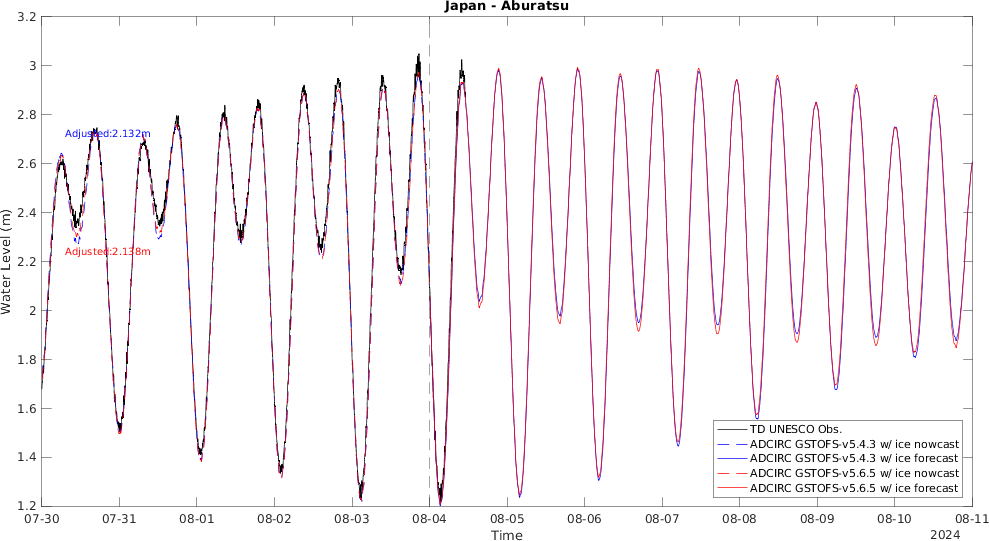 Japan - Aburatsu
3.2
3
2.8
2.6
2.4
2.2
2
1.8
1.6
1.4
1.2
Water Level (m)
Adjusted:2.132m
Adjusted:2.138m
TD UNESCO Obs.
ADCIRC GSTOFS-v5.4.3 w/ ice nowcast
ADCIRC GSTOFS-v5.4.3 w/ ice forecast
ADCIRC GSTOFS-v5.6.5 w/ ice nowcast
ADCIRC GSTOFS-v5.6.5 w/ ice forecast
07-30 07-31 08-01 08-02 08-03 08-04 08-05 08-06 08-07 08-08 08-09 08-10 08-11
Time
2024